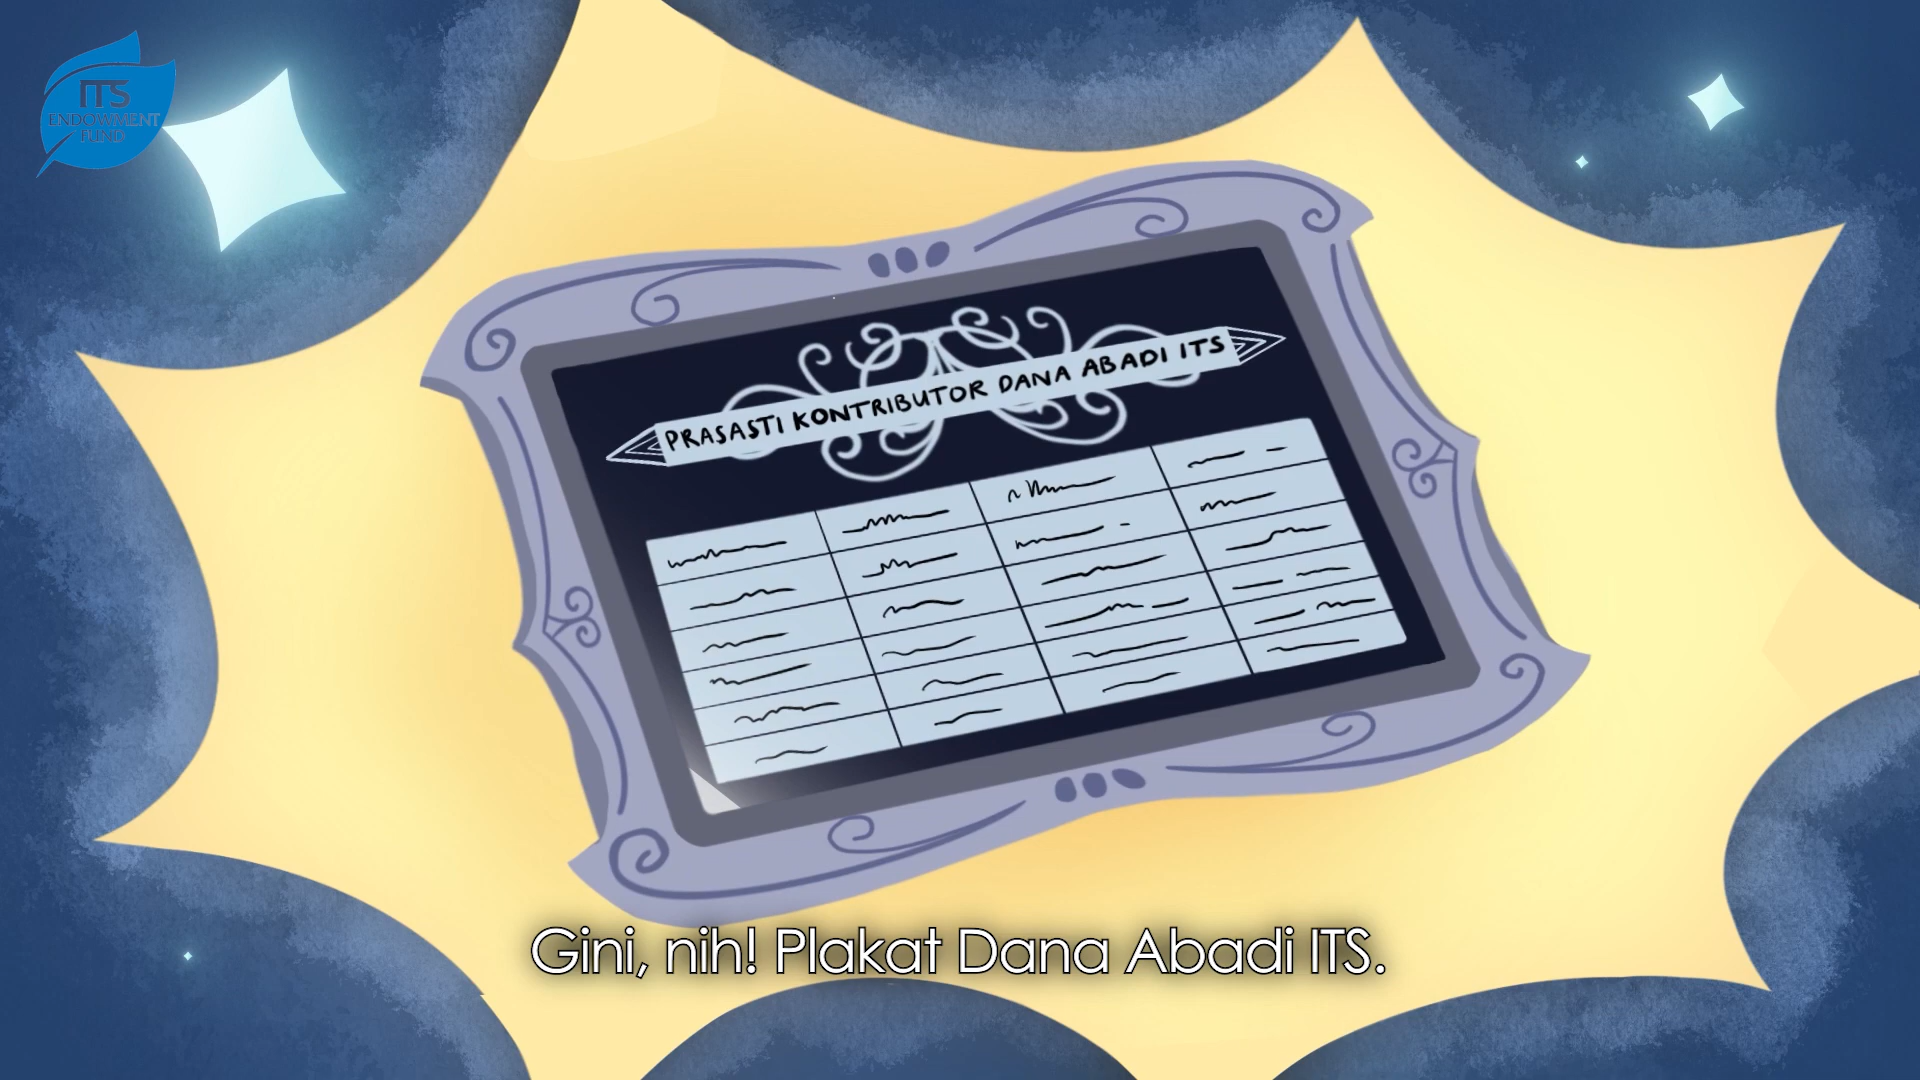 ITS
ENDOWMENT
FUND
PRASASTI KONTRIBUTOR DANA ABADI ITS
Gini, nih! Plakat Dana Abadi ITS.